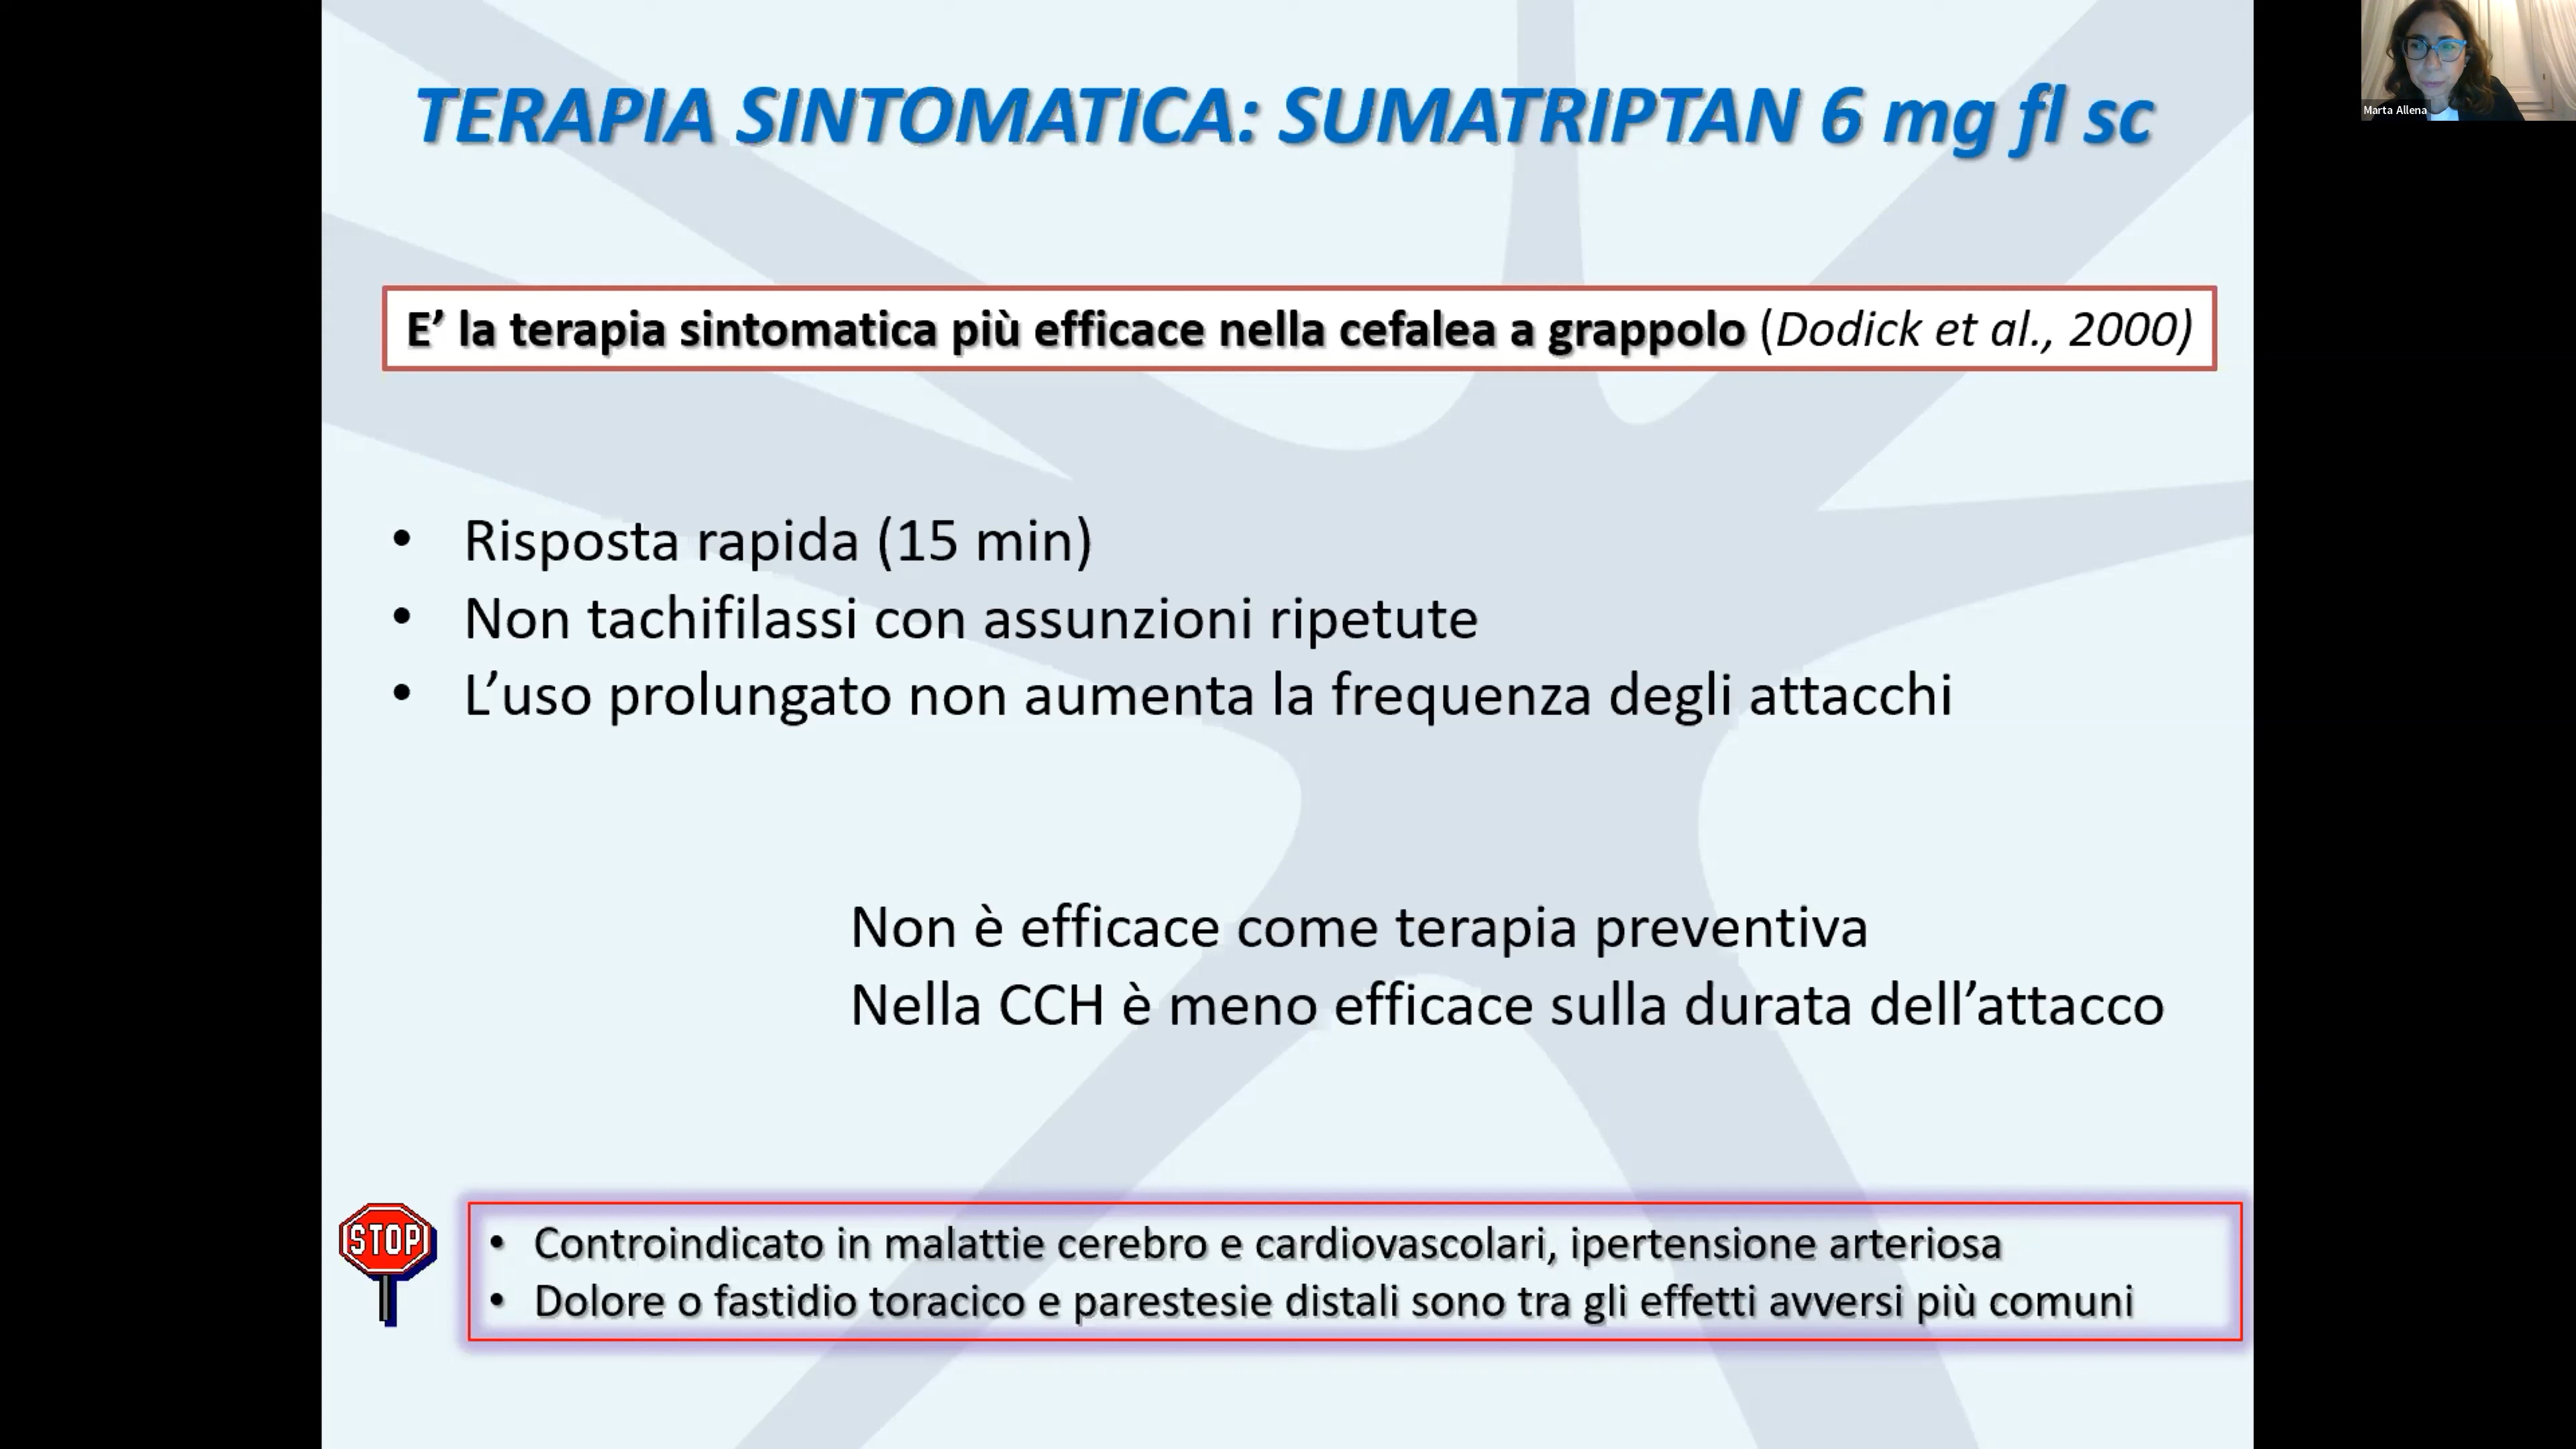 TERAPIA SINTOMATICA: SUMATRIPTAN 6 mg fl sc
Marta Allena
E’ la terapia sintomatica più efficace nella cefalea a grappolo (Dodick et al., 2000)
• Risposta rapida (15 min)
• Non tachifilassi con assunzioni ripetute
• L’uso prolungato non aumenta la frequenza degli attacchi
Non è efficace come terapia preventiva
Nella CCH è meno efficace sulla durata dell’attacco
STOP
• Controindicato in malattie cerebro e cardiovascolari, ipertensione arteriosa
• Dolore o fastidio toracico e parestesie distali sono tra gli effetti avversi più comuni